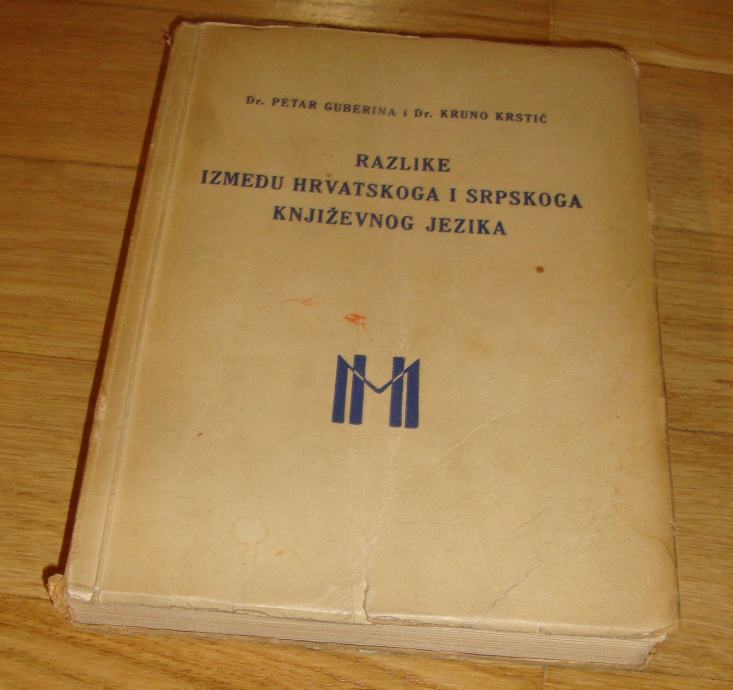 Dr. PETAR GUBERINA i Dr. KRUNO KRSTIĆ
RAZLIKE
IZMEĐU HRVATSKOGA I SRPSKOGA
KNJIŽEVNOG JEZIKA